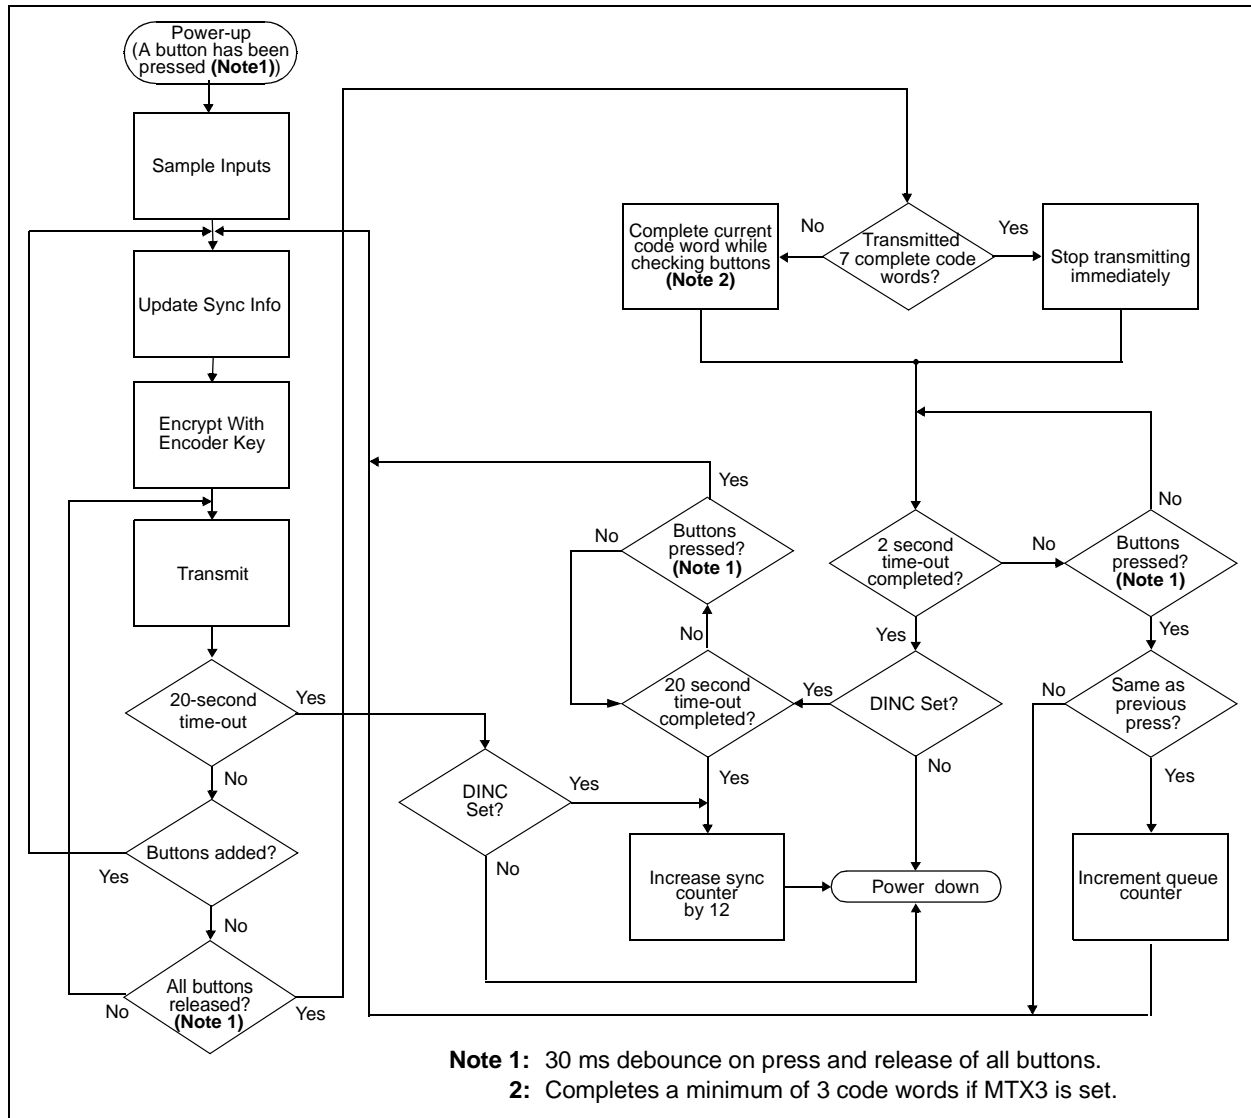 Power-up
(A button has been
pressed (Note1))
Sample Inputs
Update Sync Info
Encrypt With
Encoder Key
Transmit
20-second
time-out
Yes
No
Buttons added?
Yes
No
All buttons
released?
(Note 1)
No
Yes
DINC
Set?
Yes
No
Complete current
code word while
checking buttons
(Note 2)
No
Transmitted
7 complete code
words?
Yes
Stop transmitting
immediately
Yes
No
Buttons
pressed?
(Note 1)
No
20 second
time-out
completed?
Yes
Increase sync
counter
by 12
2 second
time-out
completed?
No
Yes
Yes
DINC Set?
No
Power down
No
Buttons
pressed?
(Note 1)
Yes
No
Same as
previous
press?
Yes
Increment queue
counter
Note 1: 30 ms debounce on press and release of all buttons.
2: Completes a minimum of 3 code words if MTX3 is set.